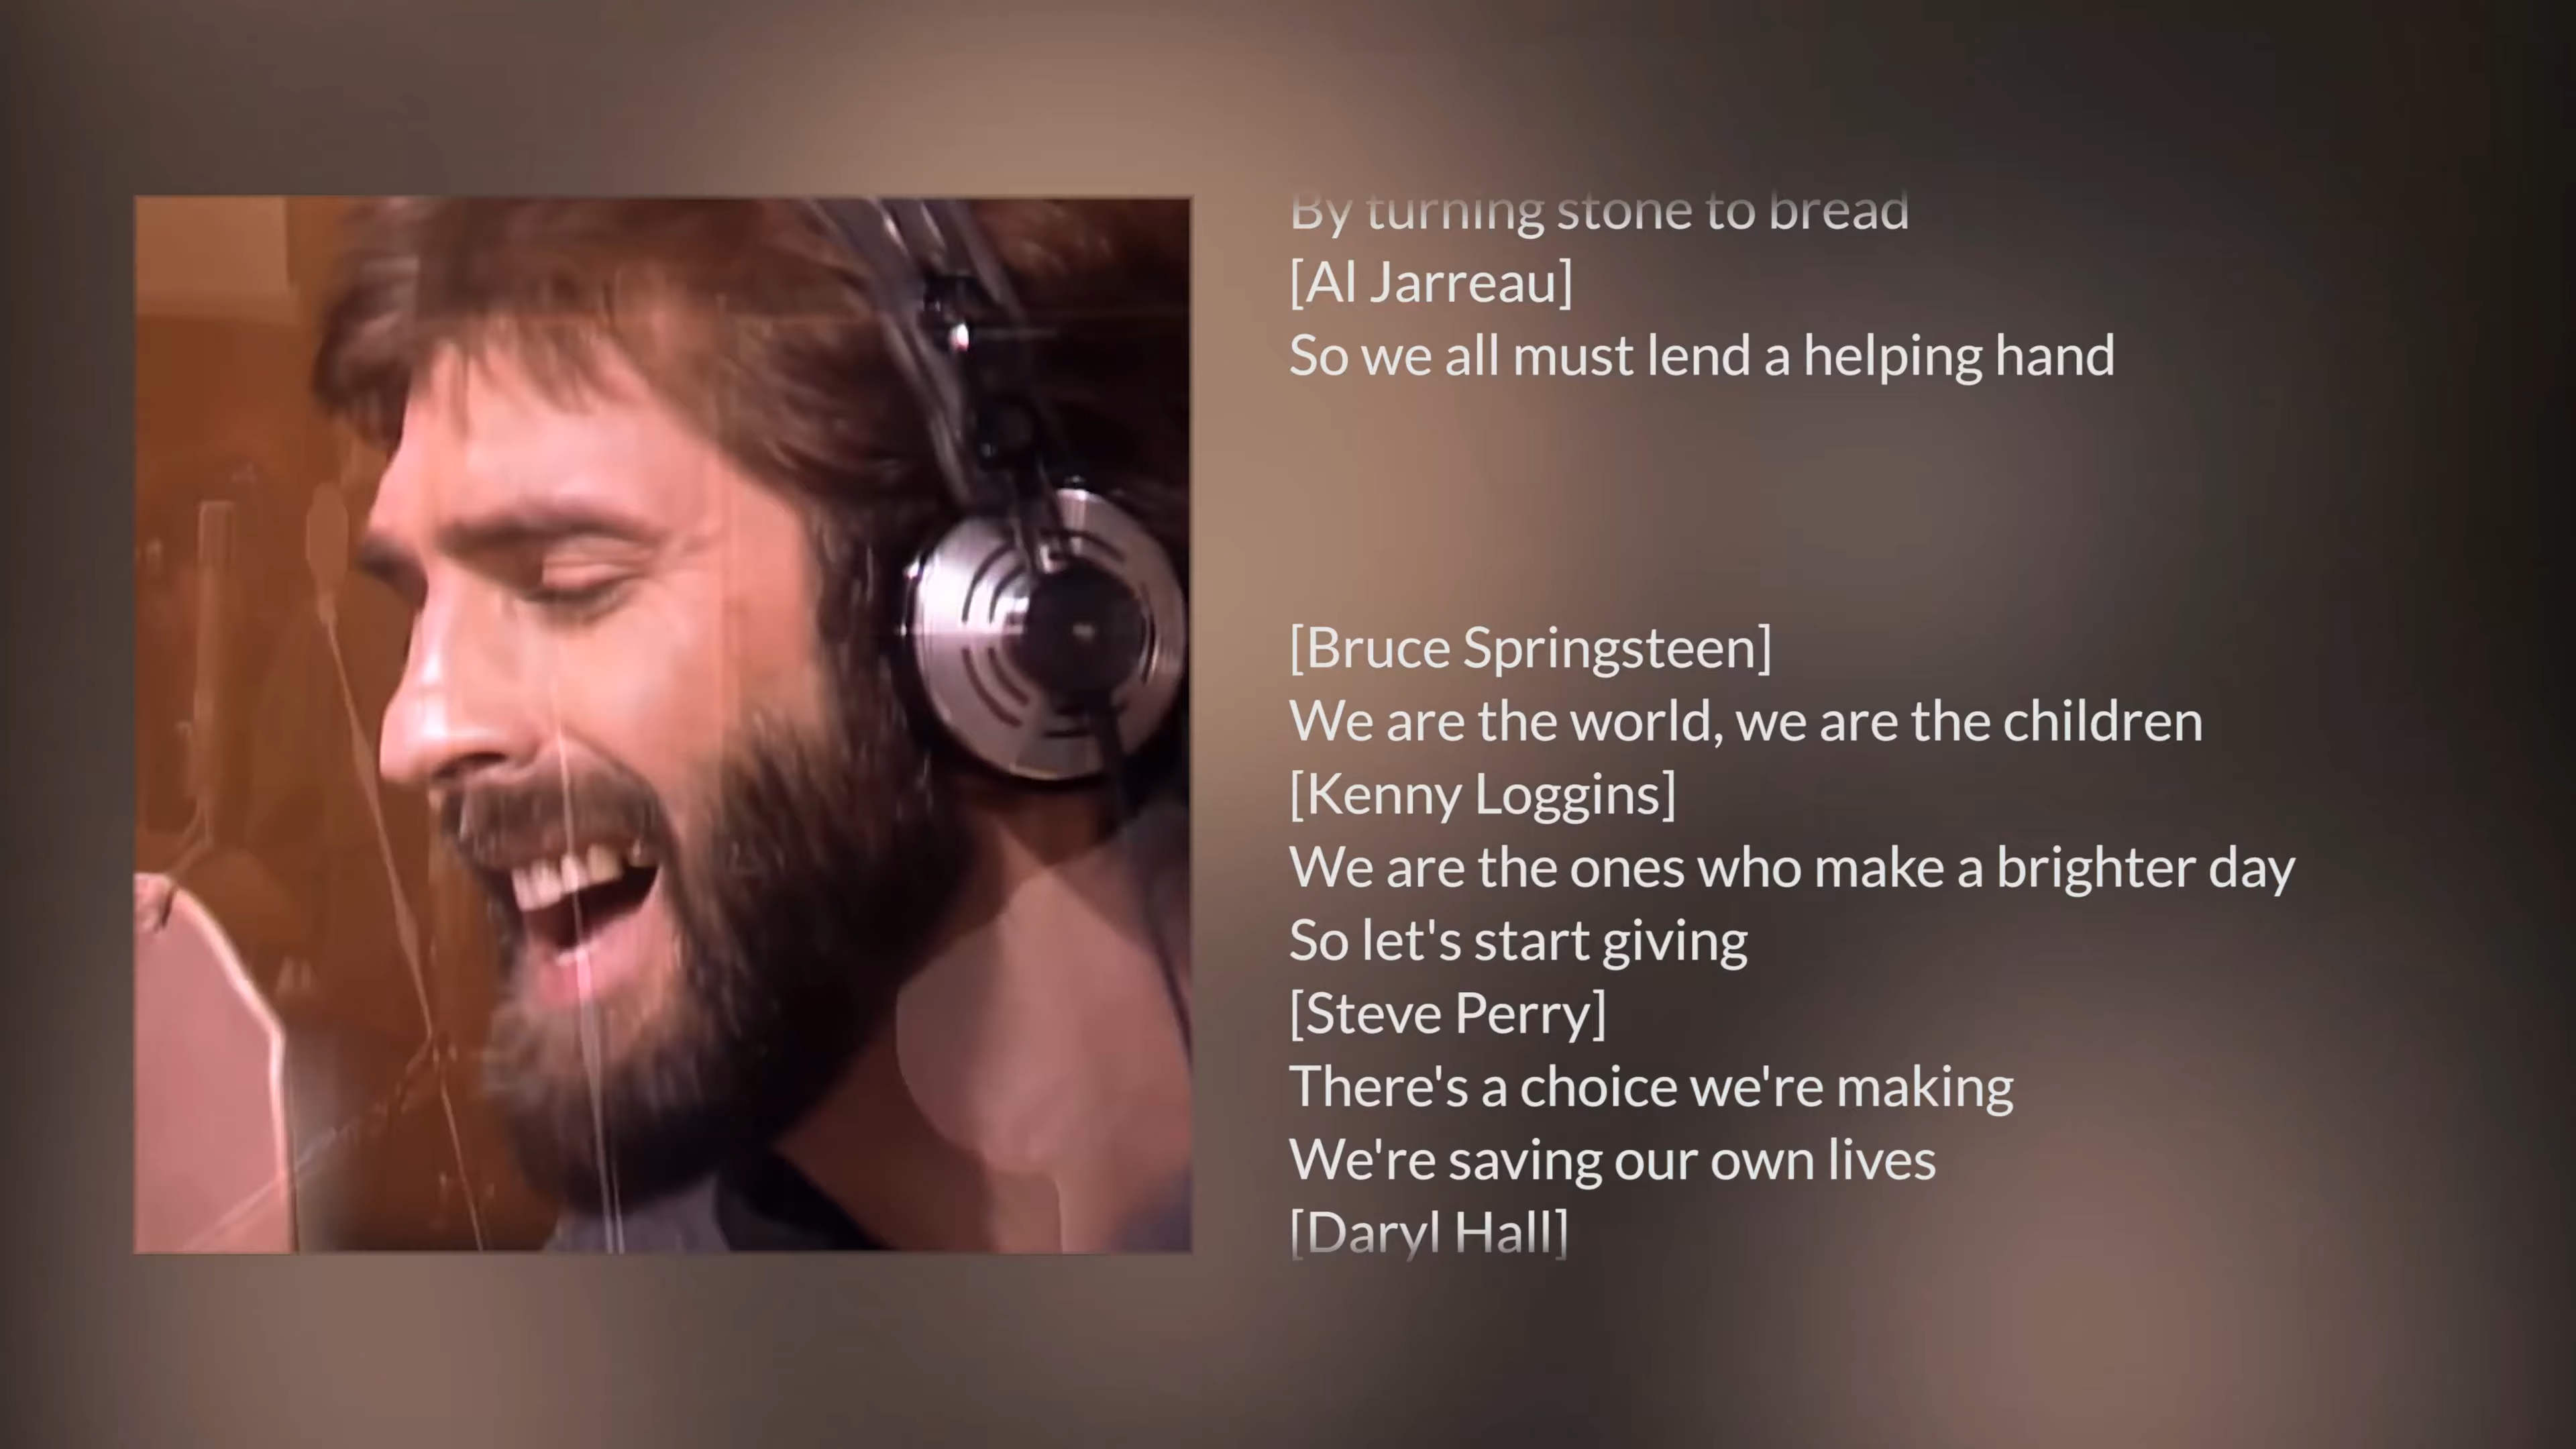 By turning stone to bread
[Al Jarreau]
So we all must lend a helping hand
[Bruce Springsteen]
We are the world, we are the children
[Kenny Loggins]
We are the ones who make a brighter day
So let's start giving
[Steve Perry]
There's a choice we're making
We're saving our own lives
[Daryl Hall]